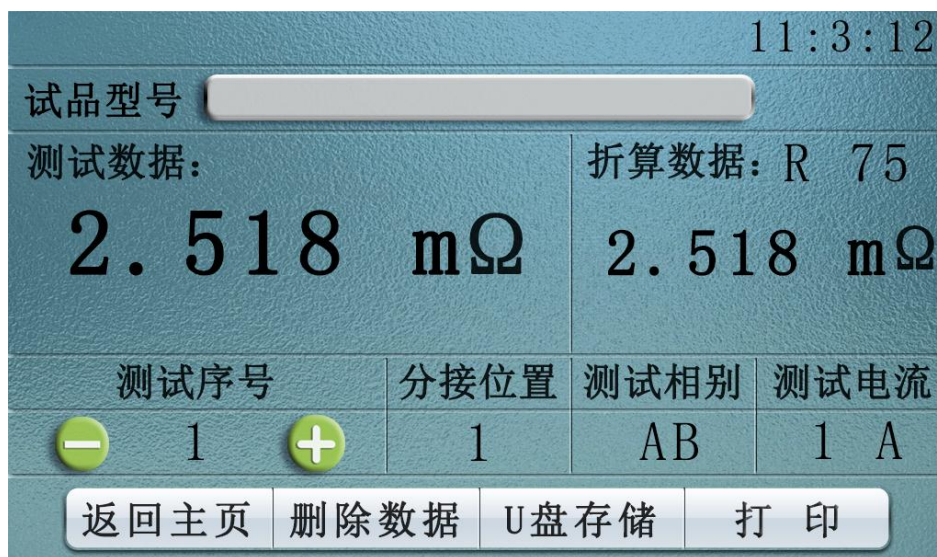 11:3:12
试品型号
测试数据: 折算数据: R 75
2.518 mΩ 2.518 mΩ
测试序号 分接位置 测试相别 测试电流
1 1 AB 1 A
返回主页 删除数据 U盘存储 打 印